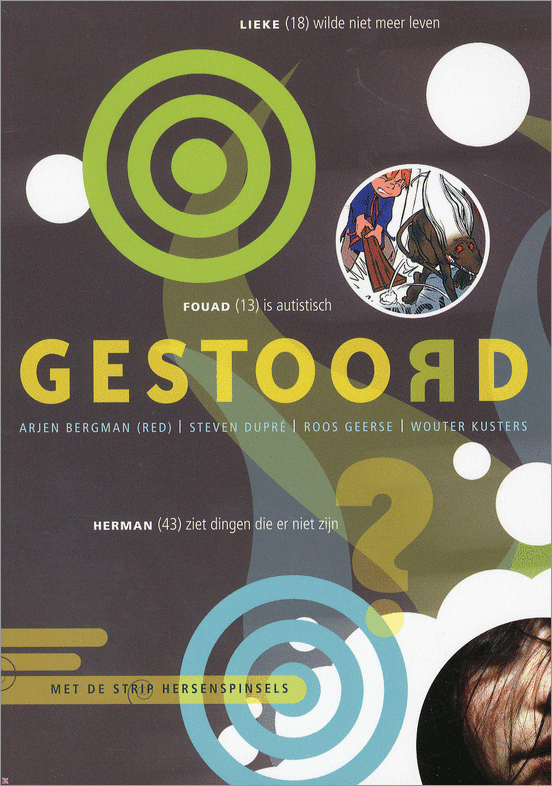 LIEKE (18) wilde niet meer leven
FOUAD (13) is autistisch
GESTOOЯD
ARJEN BERGMAN (RED) | STEVEN DUPRÉ | ROOS GEERSE | WOUTER KUSTERS
HERMAN (43) ziet dingen die er niet zijn
?
MET DE STRIP HERSENSPINSELS